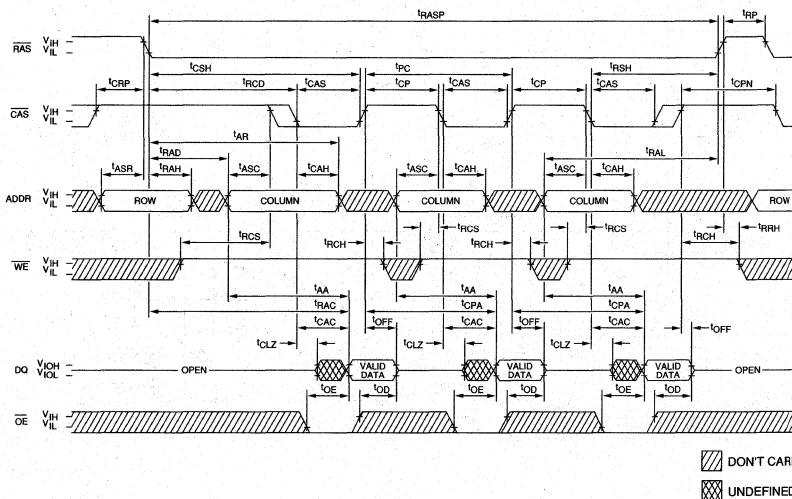 tRASP tRP
RAS VIH
VIL
tCSH tPC tRSH
tCRP tRCD tCAS tCP tCAS tCP tCAS tCPN
CAS VIH
VIL
tAR
tRAD tRAL
tASR tRAH tASC tCAH tASC tCAH tASC tCAH
ADDR VIH
VIL
ROW COLUMN COLUMN COLUMN ROW
tRCS tRCH tRCS tRCH tRCS tRCH tRRH
WE VIH
VIL
tAA tAA tAA
tRAC tCPA tCPA
tCAC tOFF tCAC tOFF tCAC tOFF
tCLZ tCLZ tCLZ
DQ VIOH
VIOL
OPEN VALID DATA VALID DATA VALID DATA OPEN
tOE tOD tOE tOD tOE tOD
OE VIH
VIL
DON'T CAR
UNDEFINED